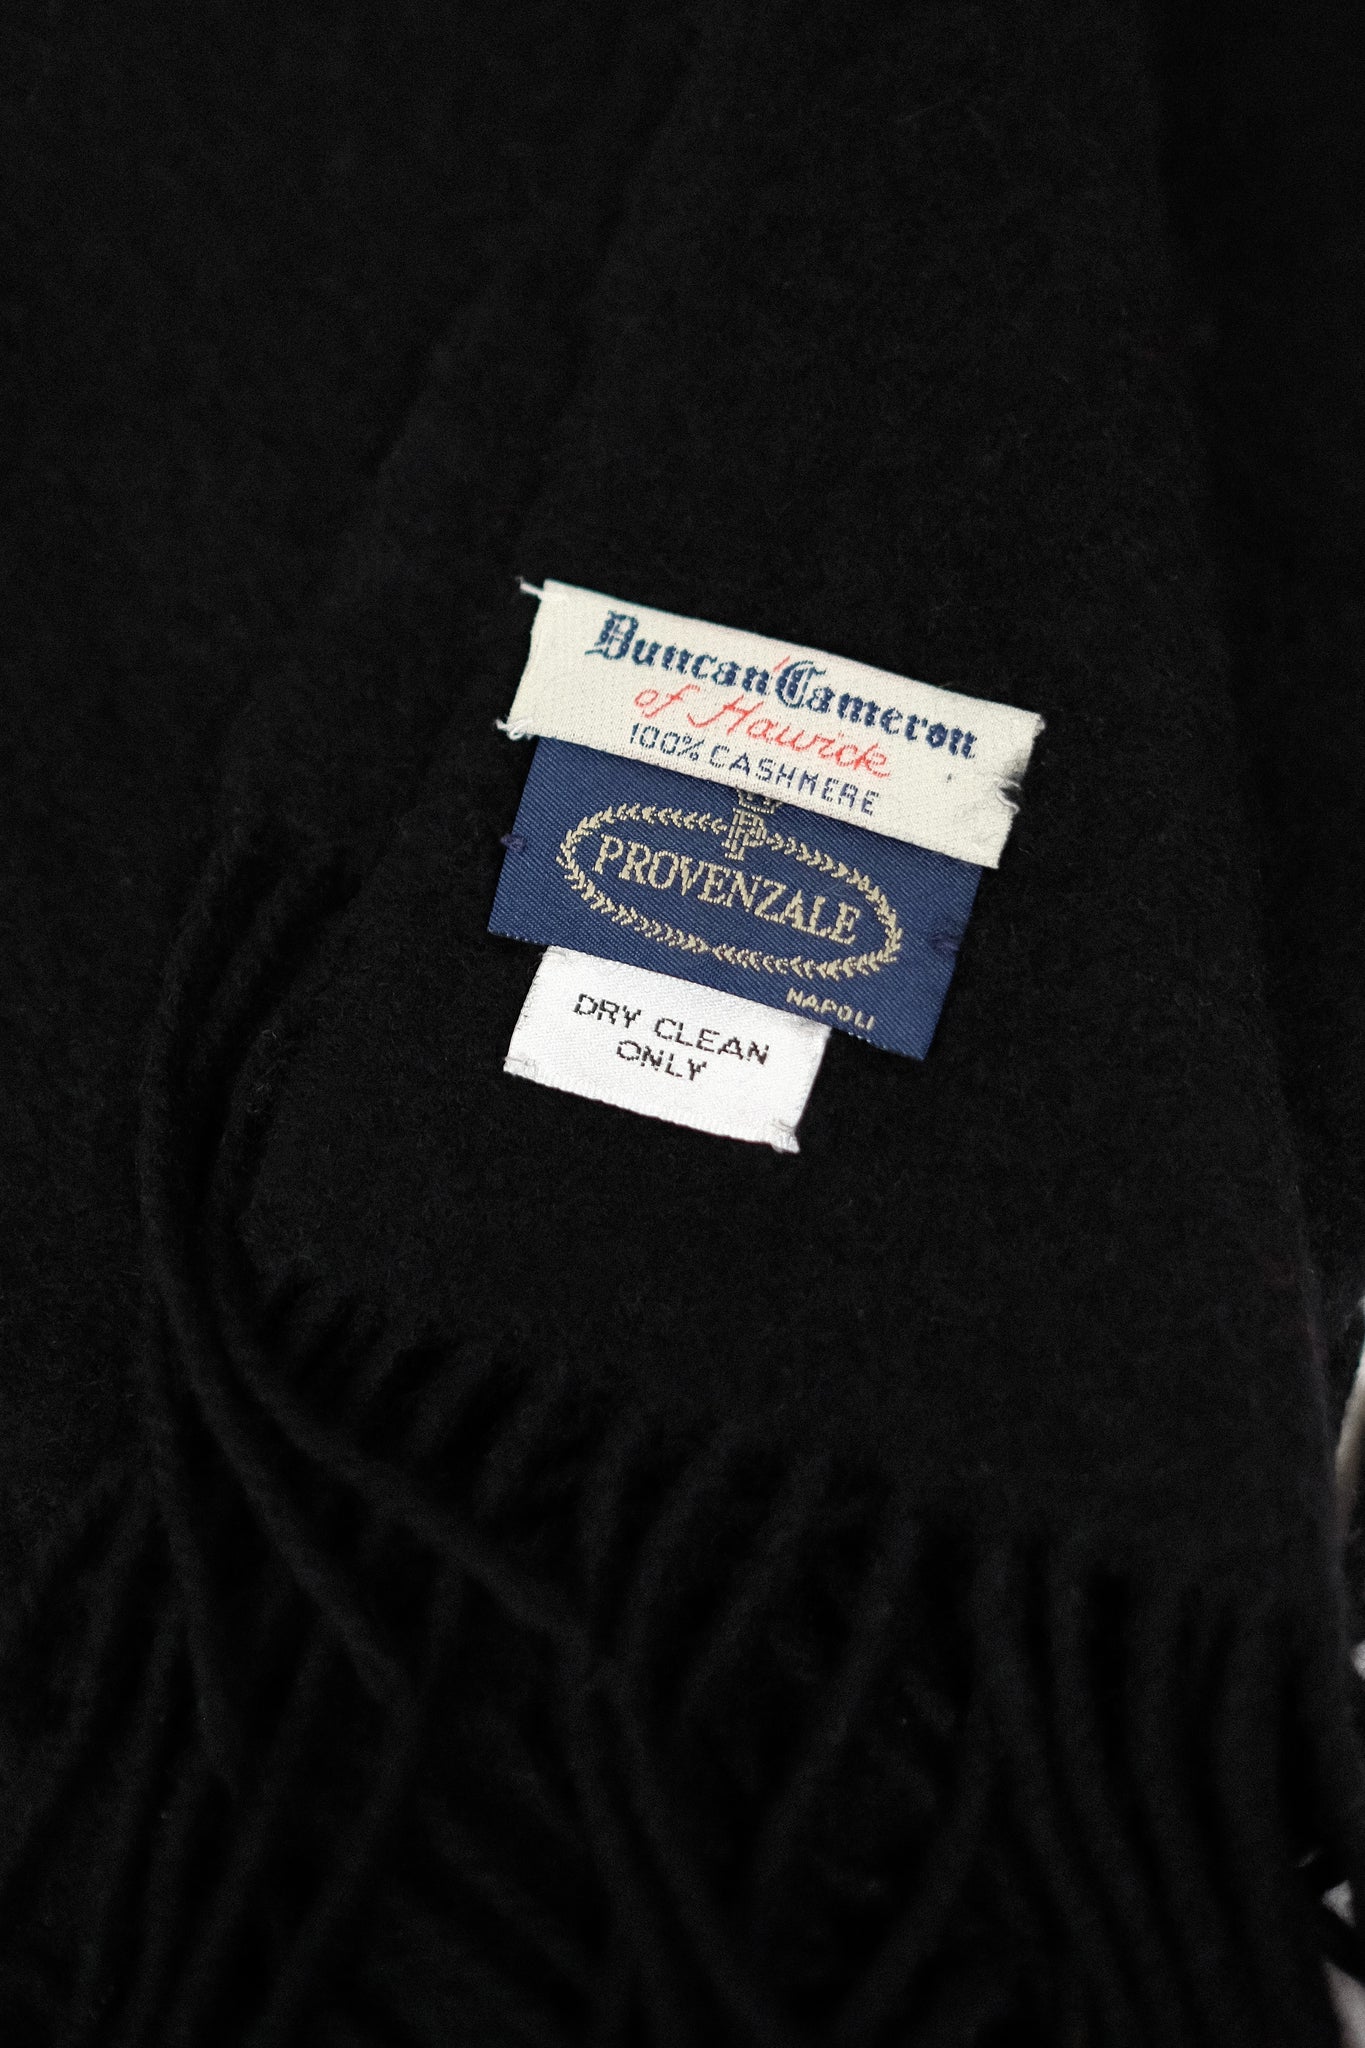 Duncan Cameron
of Hawick
100% CASHMERE
PROVENZALE
NAPOLI
DRY CLEAN
ONLY